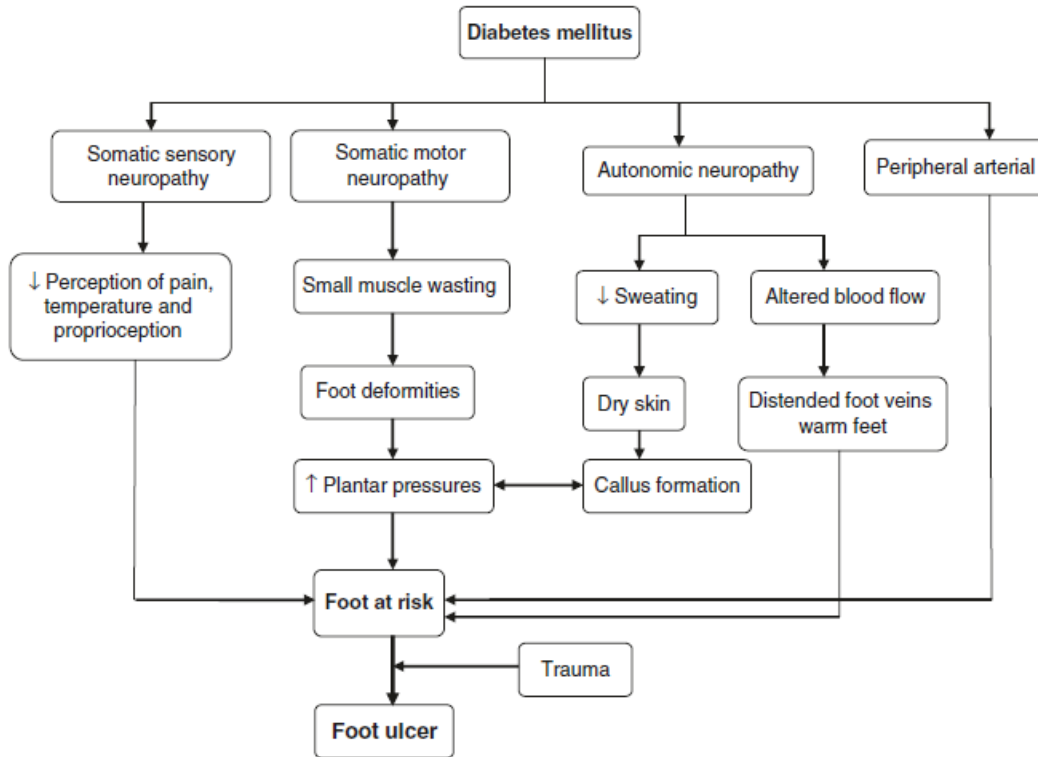 Diabetes mellitus
Somatic sensory
neuropathy
Somatic motor
neuropathy
Autonomic neuropathy
Peripheral arterial
↓ Perception of pain,
temperature and
proprioception
Small muscle wasting
↓ Sweating
Altered blood flow
Foot deformities
Dry skin
Distended foot veins
warm feet
↑ Plantar pressures
Callus formation
Foot at risk
Trauma
Foot ulcer